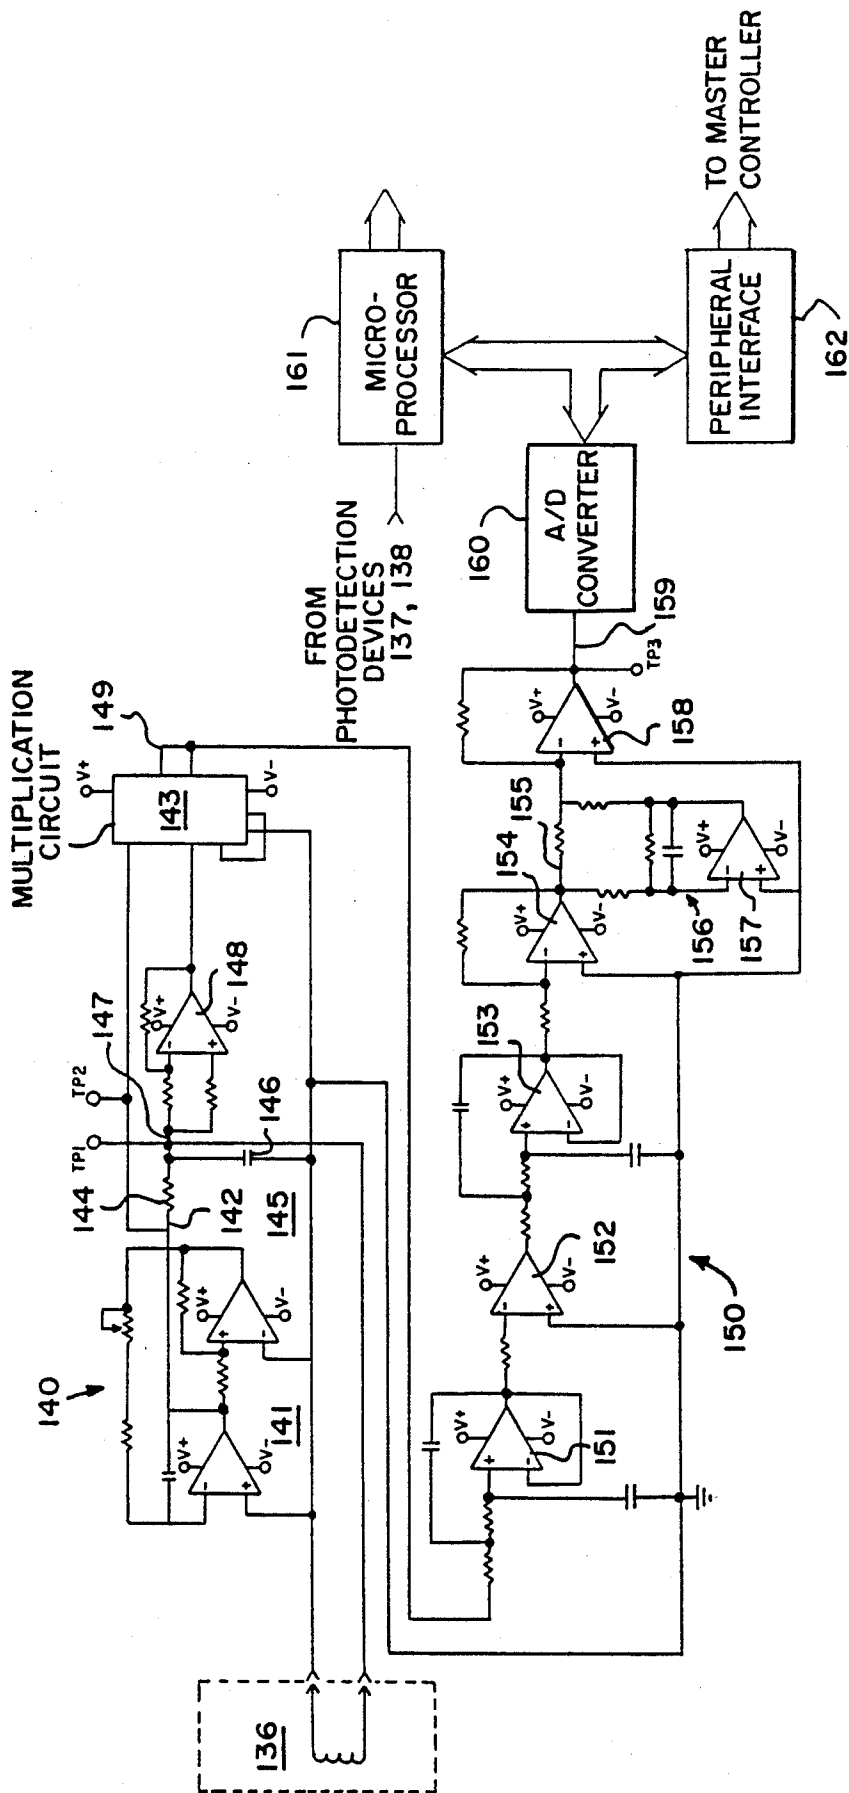 140
141
142
144
145
146
147
148
TP1
TP2
MULTIPLICATION
CIRCUIT
143
149
V+
V-
V+
V-
V+
V-
V+
V-
-
+
+
-
-
+
136
FROM
PHOTODETECTION
DEVICES
137, 138
161
MICRO-
PROCESSOR
160
A/D
CONVERTER
PERIPHERAL
INTERFACE
162
TO MASTER
CONTROLLER
150
151
152
153
154
155
156
157
158
159
TP3
V+
V-
V+
V-
V+
V-
V+
V-
V+
V-
V+
V-
+
-
-
+
+
-
-
+
-
+
-
+